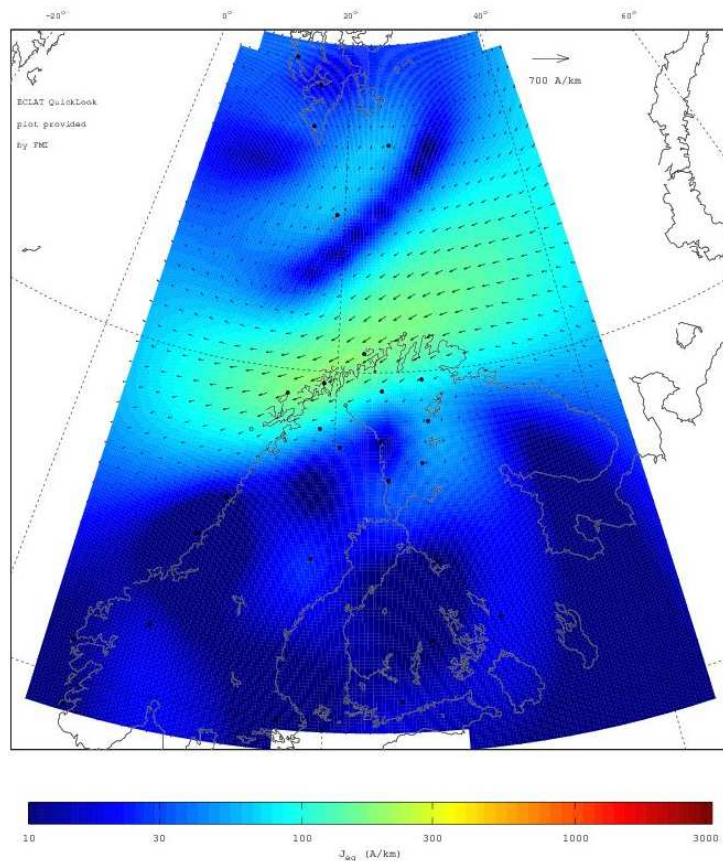 -20° 0° 20° 40° 60°
700 A/km
ECLAT QuickLook
plot provided
by FMI
10 30 100 300 1000 3000
J_eq (A/km)